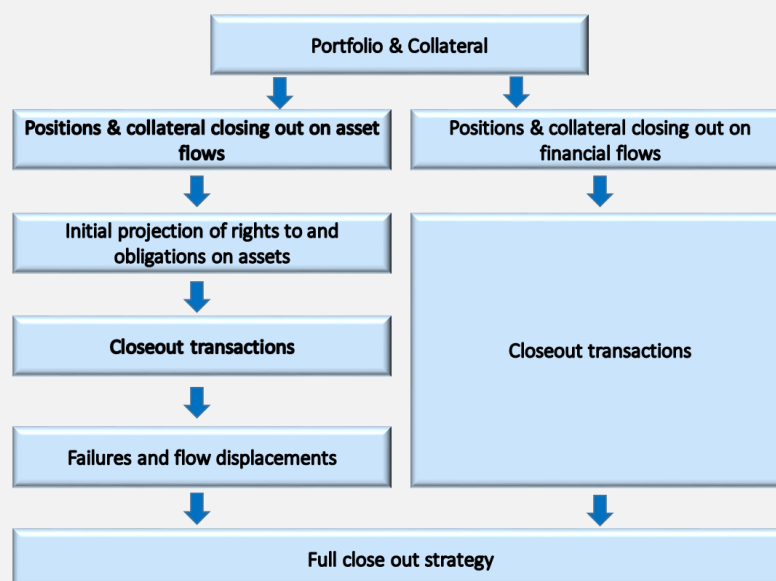 Portfolio & Collateral
Positions & collateral closing out on asset
flows
Positions & collateral closing out on
financial flows
Initial projection of rights to and
obligations on assets
Closeout transactions
Closeout transactions
Failures and flow displacements
Full close out strategy